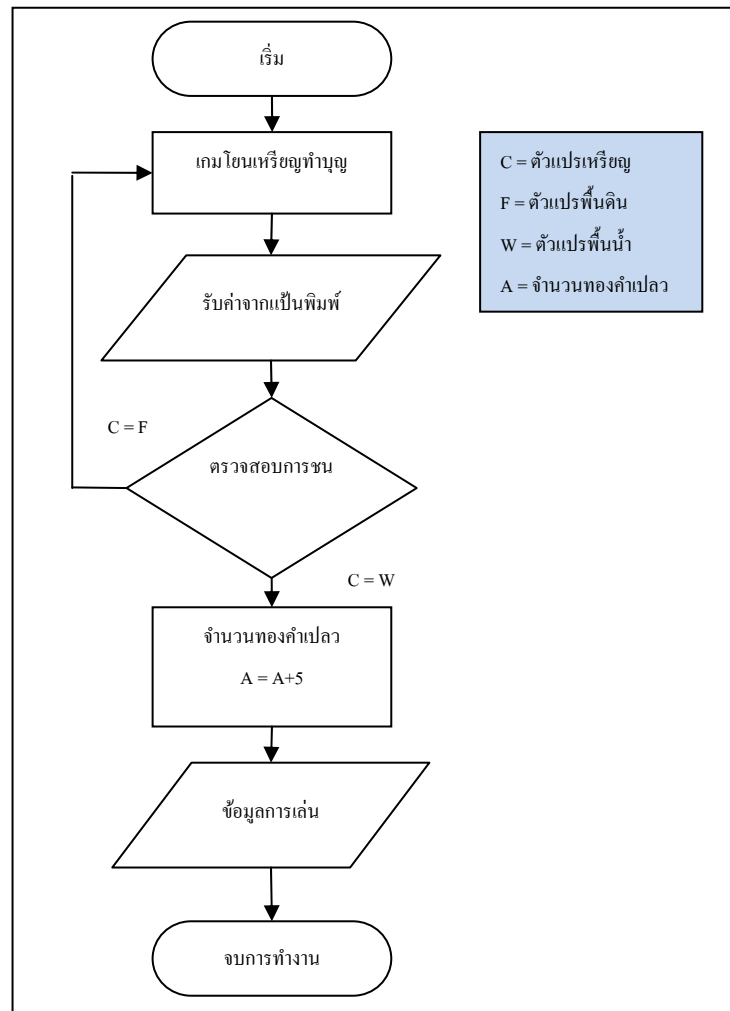 เริ่ม
เกมโยนเหรียญทำบุญ
C = ตัวแปรเหรียญ
F = ตัวแปรพื้นดิน
W = ตัวแปรพื้นน้ำ
A = จำนวนทองคำเปลว
รับค่าจากแป้นพิมพ์
C = F
ตรวจสอบการชน
C = W
จำนวนทองคำเปลว
A = A+5
ข้อมูลการเล่น
จบการทำงาน